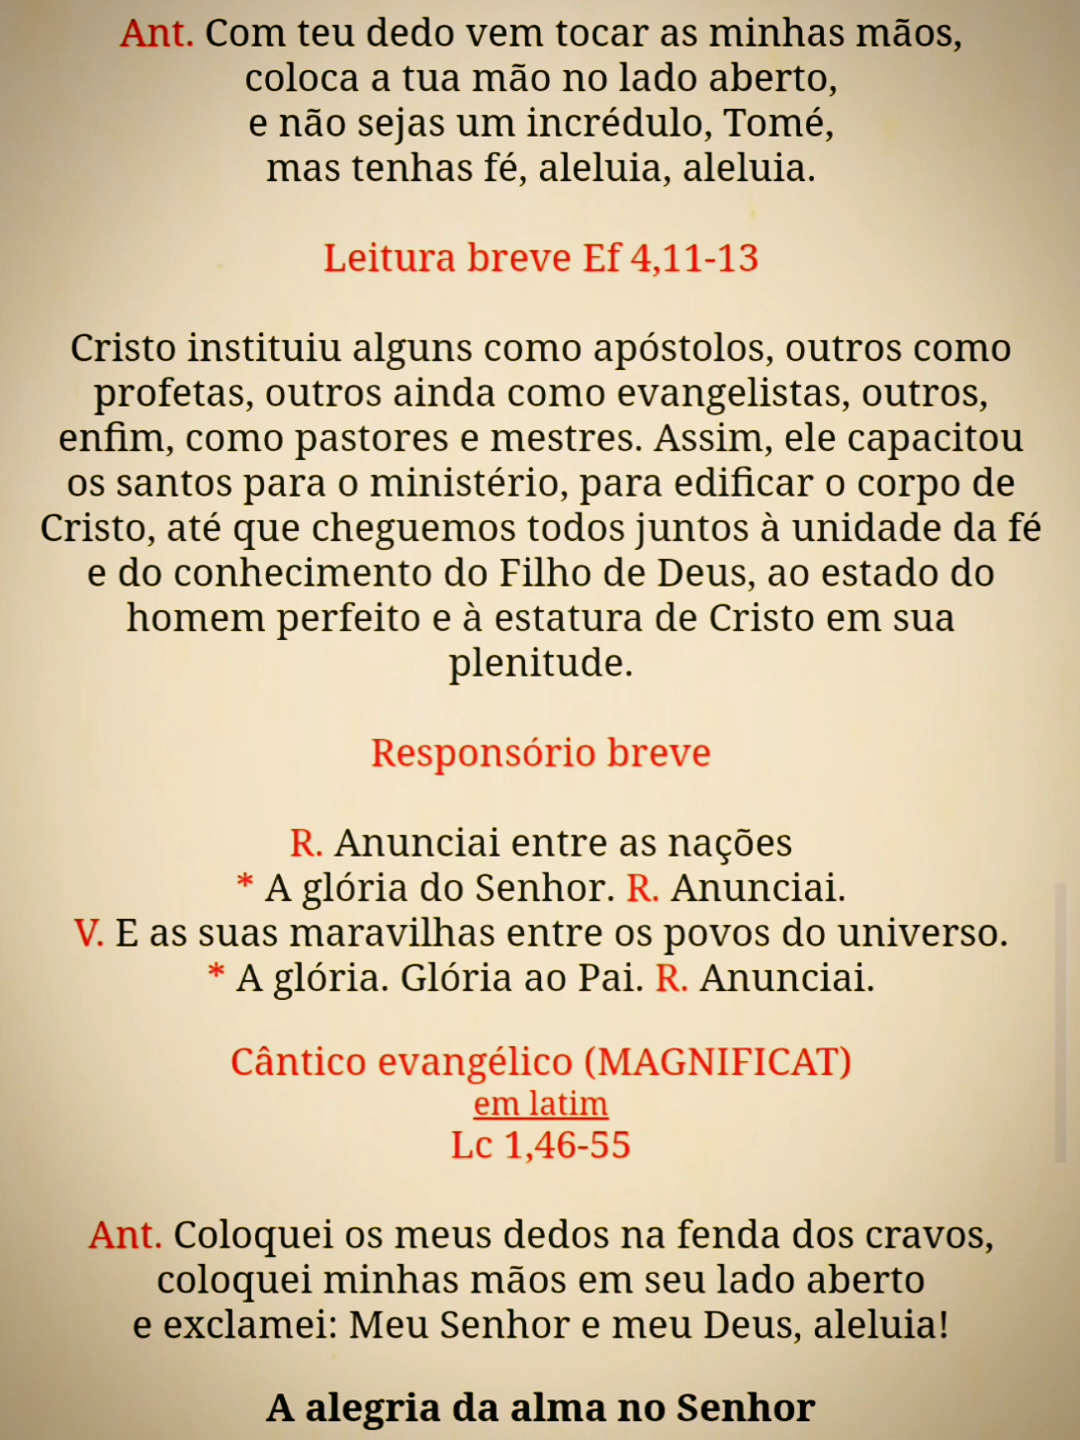 Ant. Com teu dedo vem tocar as minhas mãos,
coloca a tua mão no lado aberto,
e não sejas um incrédulo, Tomé,
mas tenhas fé, aleluia, aleluia.
Leitura breve Ef 4,11-13
Cristo instituiu alguns como apóstolos, outros como
profetas, outros ainda como evangelistas, outros,
enfim, como pastores e mestres. Assim, ele capacitou
os santos para o ministério, para edificar o corpo de
Cristo, até que cheguemos todos juntos à unidade da fé
e do conhecimento do Filho de Deus, ao estado do
homem perfeito e à estatura de Cristo em sua
plenitude.
Responsório breve
R. Anunciai entre as nações
* A glória do Senhor. R. Anunciai.
V. E as suas maravilhas entre os povos do universo.
* A glória. Glória ao Pai. R. Anunciai.
Cântico evangélico (MAGNIFICAT)
em latim
Lc 1,46-55
Ant. Coloquei os meus dedos na fenda dos cravos,
coloquei minhas mãos em seu lado aberto
e exclamei: Meu Senhor e meu Deus, aleluia!
A alegria da alma no Senhor